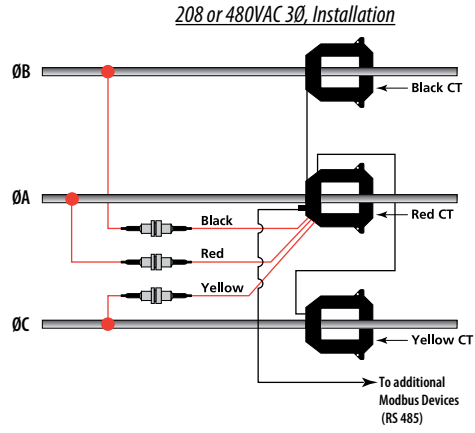 208 or 480VAC 3Ø, Installation
ØB
Black CT
ØA
Black
Red CT
Red
Yellow
ØC
Yellow CT
To additional
Modbus Devices
(RS 485)